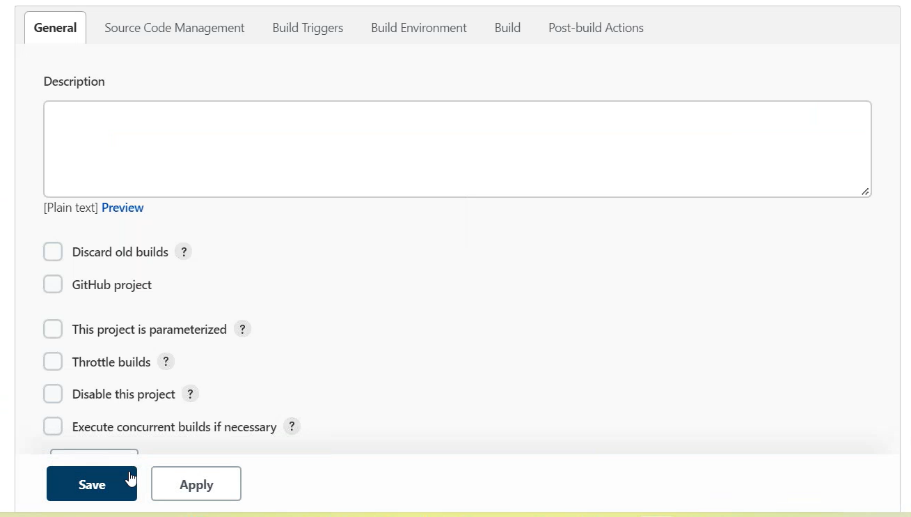 General Source Code Management Build Triggers Build Environment Build Post-build Actions
Description
[Plain text] Preview
Discard old builds ?
GitHub project
This project is parameterized ?
Throttle builds ?
Disable this project ?
Execute concurrent builds if necessary ?
Save Apply